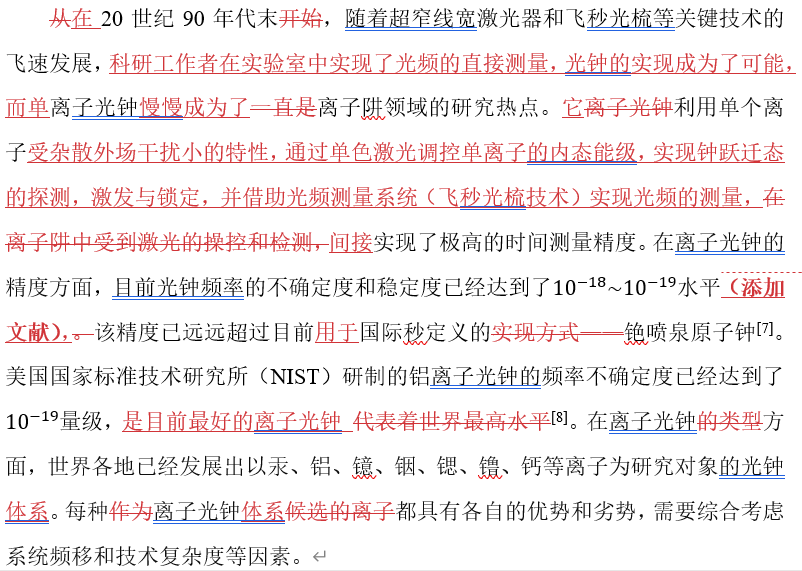 从在 20 世纪 90 年代末开始，随着超窄线宽激光器和飞秒光梳等关键技术的
飞速发展，科研工作者在实验室中实现了光频的直接测量，光钟的实现成为了可能，
而单离子光钟慢慢成为了一直是离子阱领域的研究热点。它离子光钟利用单个离
子受杂散外场干扰小的特性，通过单色激光调控单离子的内态能级，实现钟跃迁态
的探测，激发与锁定，并借助光频测量系统（飞秒光梳技术）实现光频的测量，在
离子阱中受到激光的操控和检测，间接实现了极高的时间测量精度。在离子光钟的
精度方面，目前光钟频率的不确定度和稳定度已经达到了10⁻¹⁸~10⁻¹⁹水平（添加
文献），。该精度已远远超过目前用于国际秒定义的实现方式——铯喷泉原子钟[7]。
美国国家标准技术研究所（NIST）研制的铝离子光钟的频率不确定度已经达到了
10⁻¹⁹量级，是目前最好的离子光钟 代表着世界最高水平[8]。在离子光钟的类型方
面，世界各地已经发展出以汞、铝、镱、铟、锶、镥、钙等离子为研究对象的光钟
体系。每种作为离子光钟体系候选的离子都具有各自的优势和劣势，需要综合考虑
系统频移和技术复杂度等因素。↵